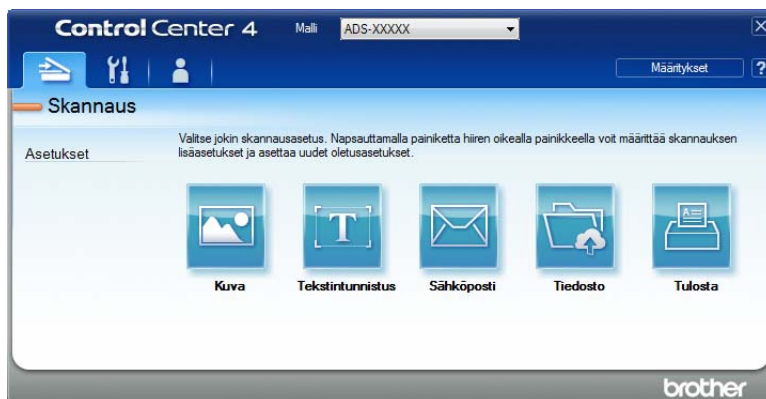 ControlCenter 4
Malli
ADS-XXXXX
Määritykset
?
Skannaus
Asetukset
Valitse jokin skannausasetus. Napsauttamalla painiketta hiiren oikealla painikkeella voit määrittää skannauksen
lisäasetukset ja asettaa uudet oletusasetukset.
T
Kuva
Tekstintunnistus
Sähköposti
Tiedosto
Tulosta
brother